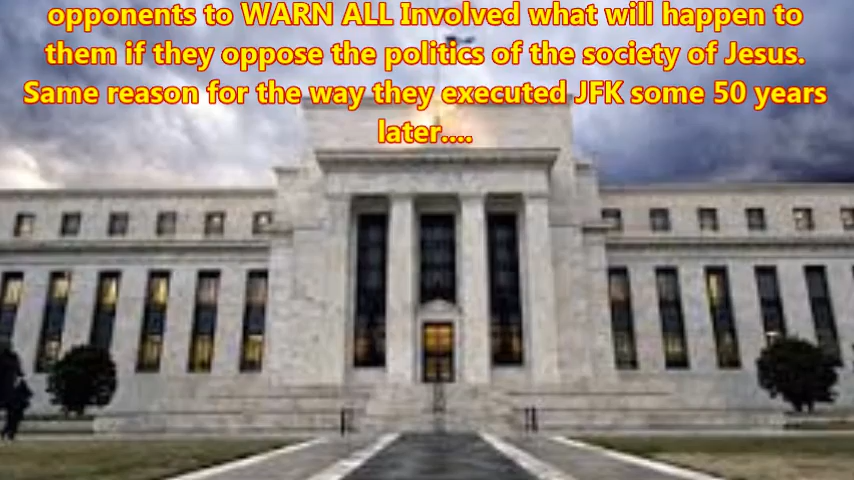 opponents to WARN ALL Involved what will happen to
them if they oppose the politics of the society of Jesus.
Same reason for the way they executed JFK some 50 years
later....